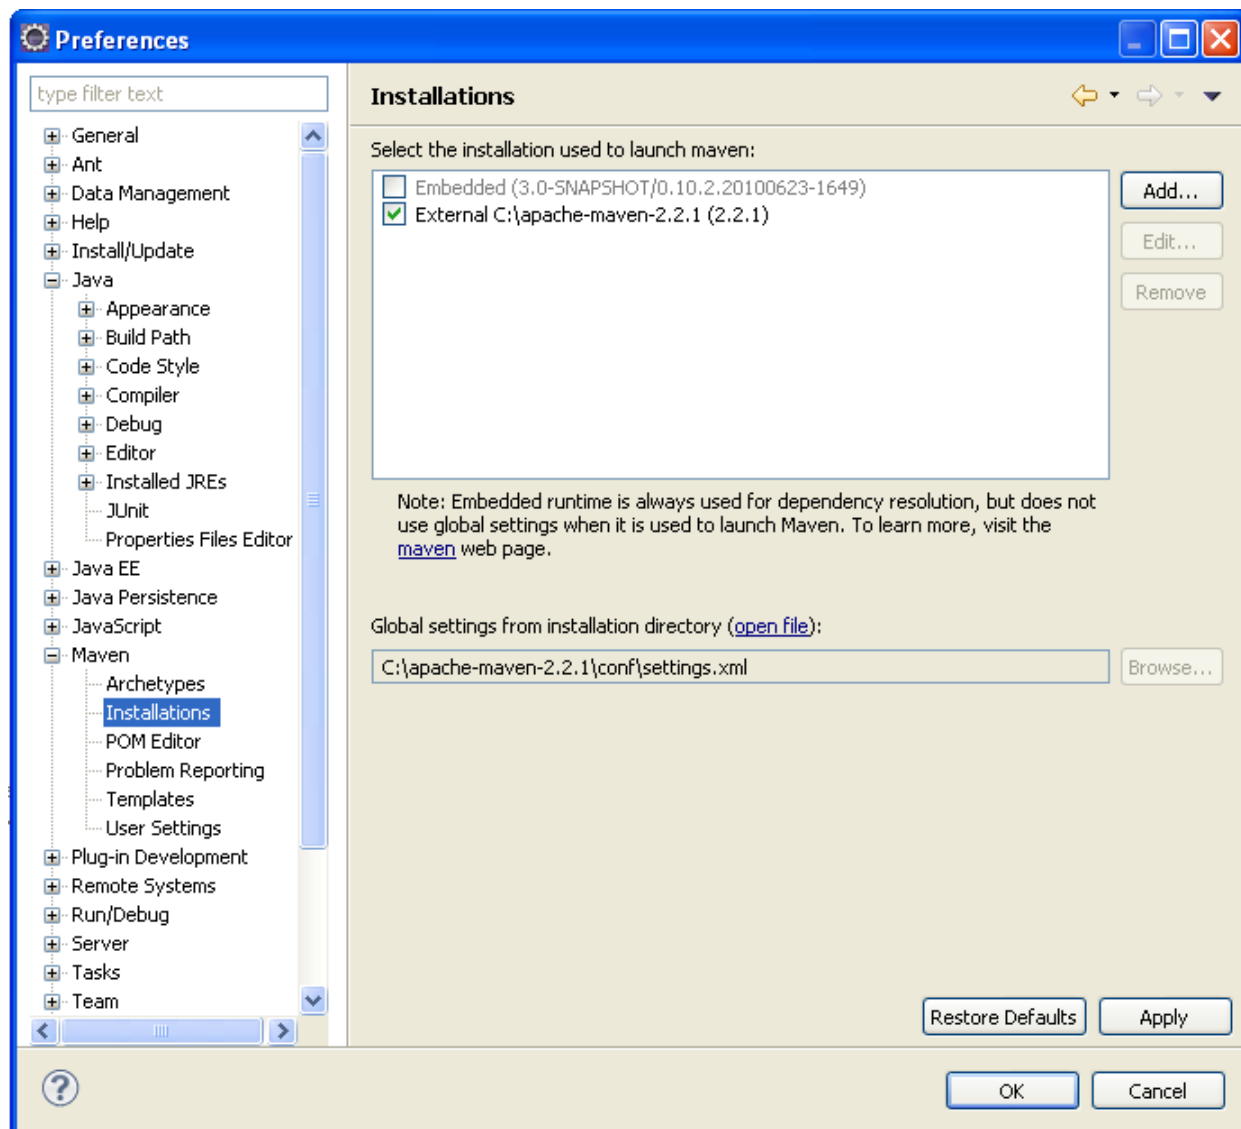 Preferences
type filter text
General
Ant
Data Management
Help
Install/Update
Java
Appearance
Build Path
Code Style
Compiler
Debug
Editor
Installed JREs
JUnit
Properties Files Editor
Java EE
Java Persistence
JavaScript
Maven
Archetypes
Installations
POM Editor
Problem Reporting
Templates
User Settings
Plug-in Development
Remote Systems
Run/Debug
Server
Tasks
Team
Installations
Select the installation used to launch maven:
Embedded (3.0-SNAPSHOT/0.10.2.20100623-1649)
External C:\apache-maven-2.2.1 (2.2.1)
Add...
Edit...
Remove
Note: Embedded runtime is always used for dependency resolution, but does not
use global settings when it is used to launch Maven. To learn more, visit the
maven web page.
Global settings from installation directory (open file):
C:\apache-maven-2.2.1\conf\settings.xml
Browse...
Restore Defaults
Apply
OK
Cancel